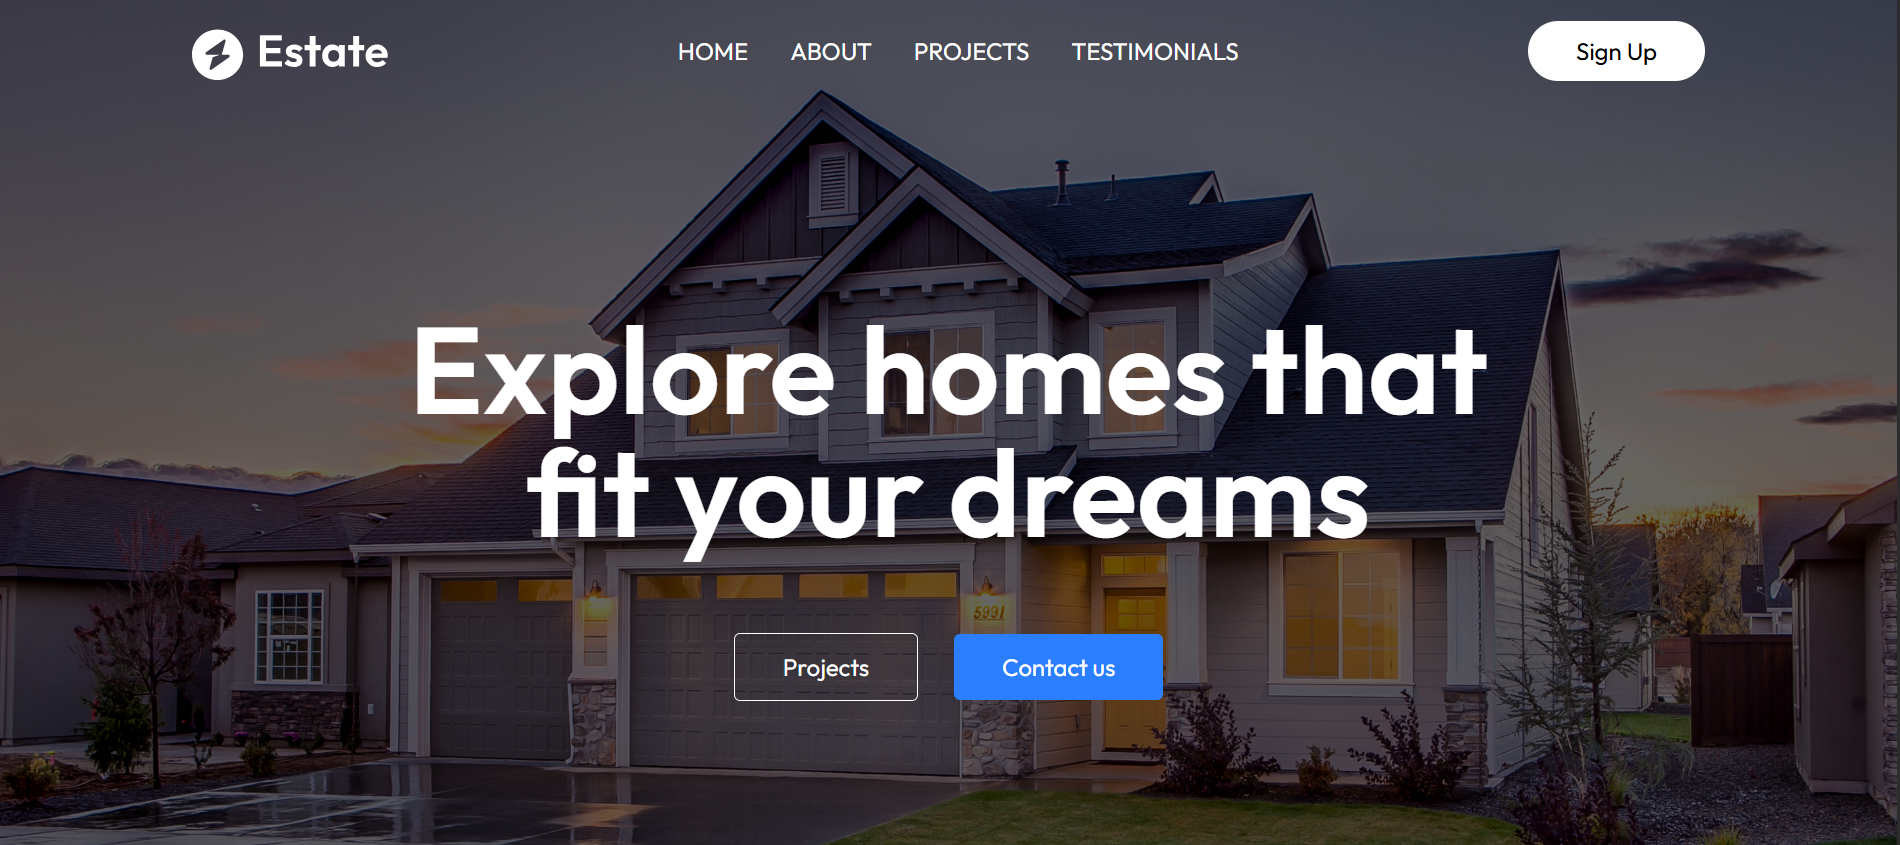 Estate
HOME ABOUT PROJECTS TESTIMONIALS
Sign Up
Explore homes that
fit your dreams
5991
Projects
Contact us